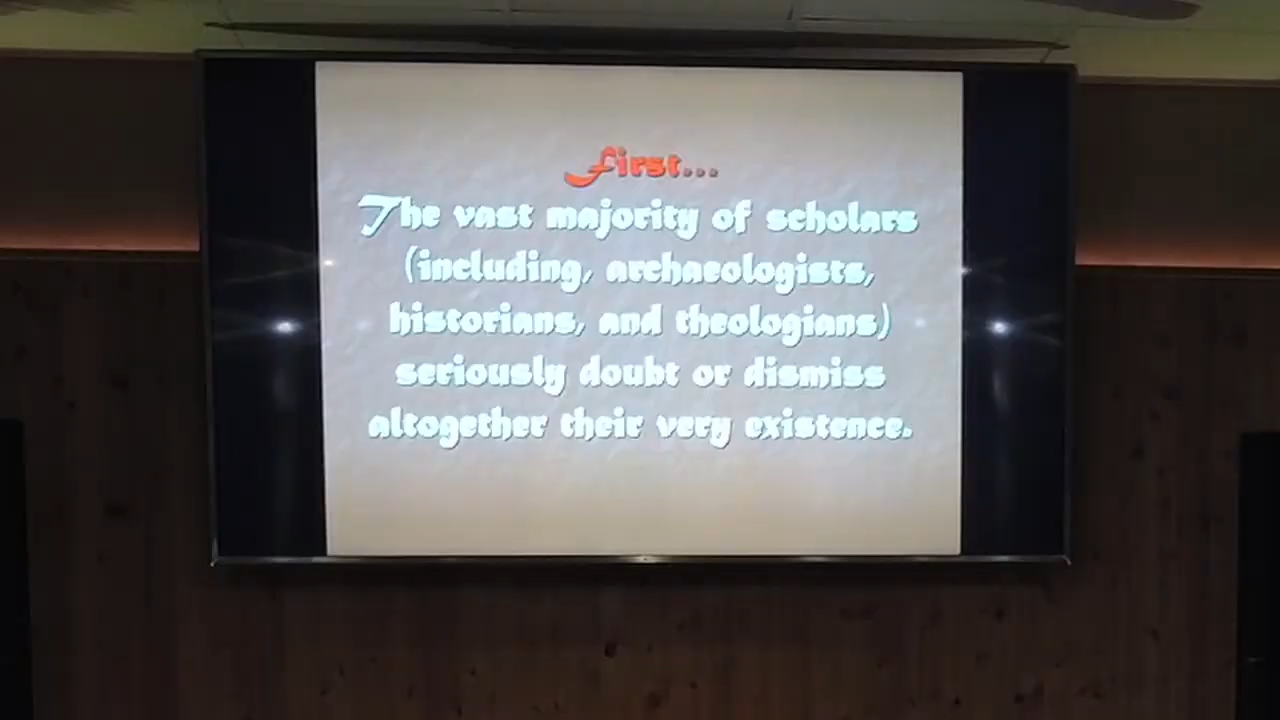 First...
The vast majority of scholars
(including, archaeologists,
historians, and theologians)
seriously doubt or dismiss
altogether their very existence.